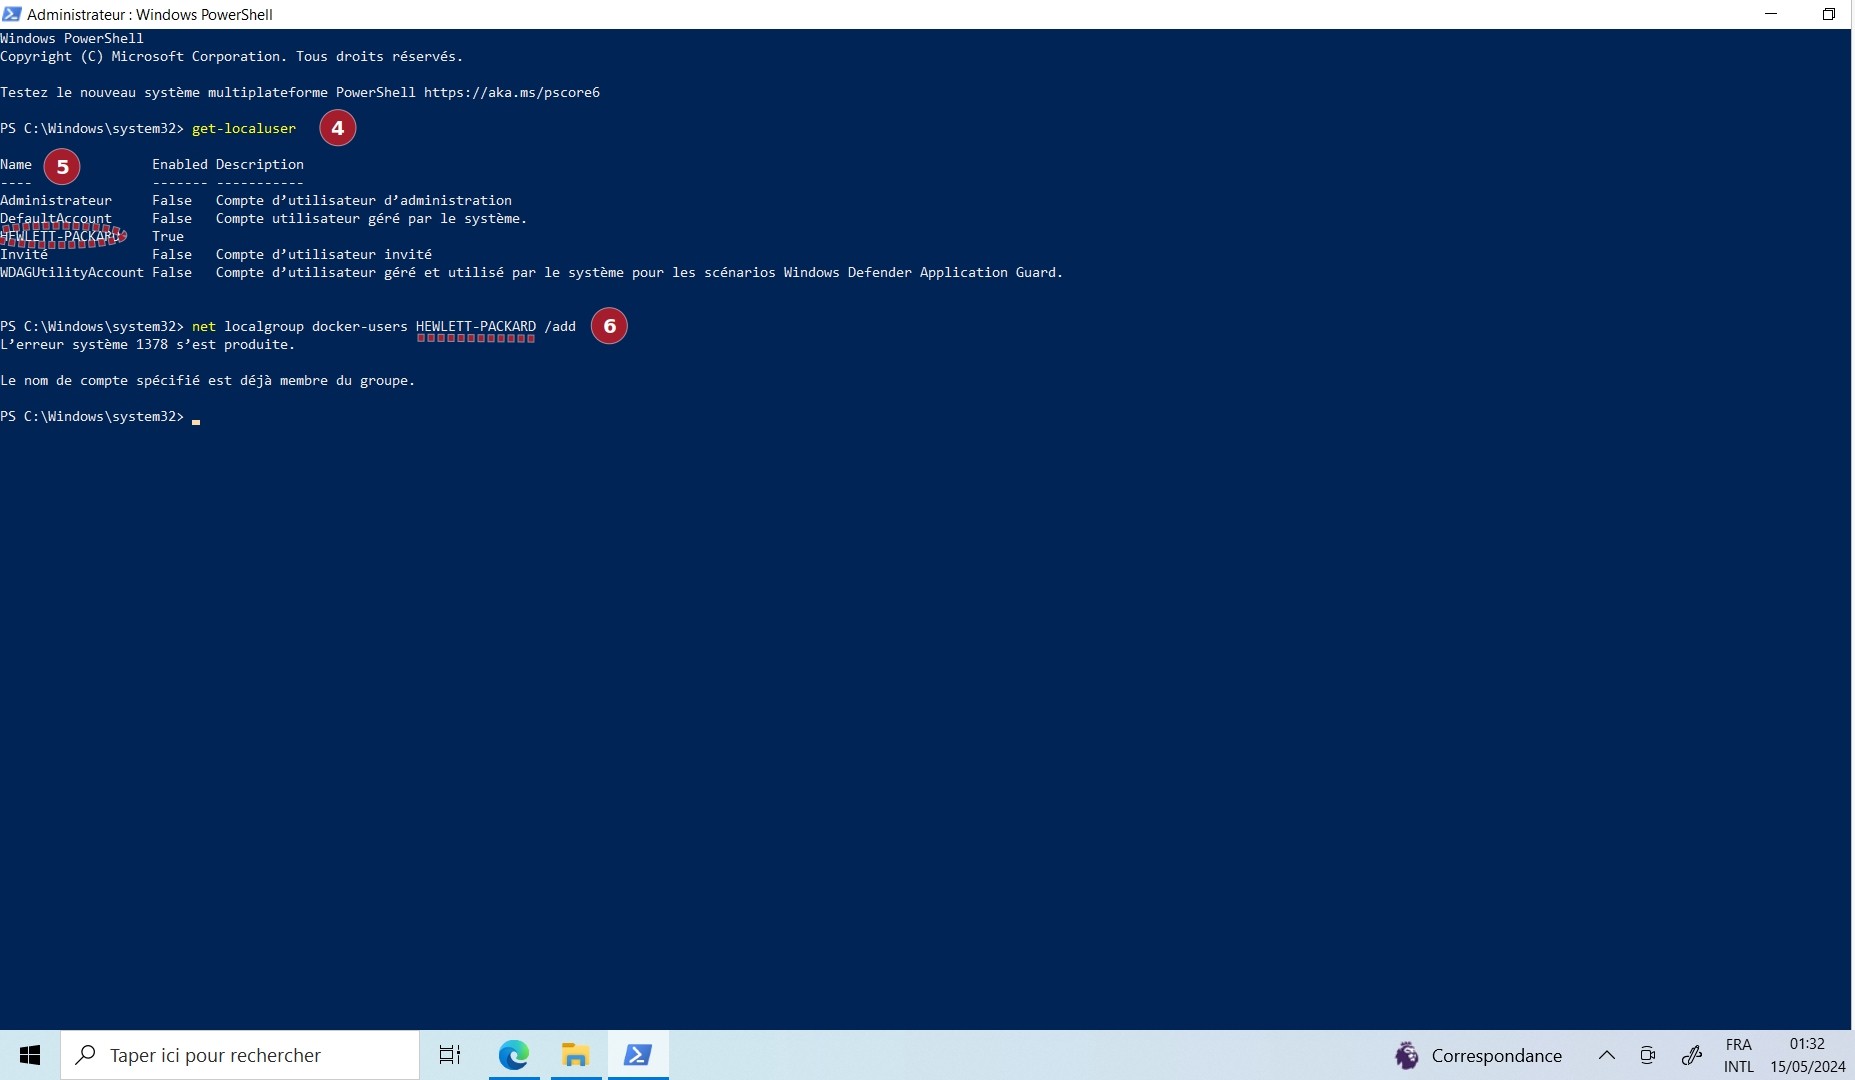 Administrateur : Windows PowerShell
Windows PowerShell
Copyright (C) Microsoft Corporation. Tous droits réservés.
Testez le nouveau système multiplateforme PowerShell https://aka.ms/pscore6
PS C:\Windows\system32> get-localuser 4
Name 5 Enabled Description
---- ------- -----------
Administrateur False Compte d’utilisateur d’administration
DefaultAccount False Compte utilisateur géré par le système.
HEWLETT-PACKARD True
Invité False Compte d’utilisateur invité
WDAGUtilityAccount False Compte d’utilisateur géré et utilisé par le système pour les scénarios Windows Defender Application Guard.
PS C:\Windows\system32> net localgroup docker-users HEWLETT-PACKARD /add 6
L’erreur système 1378 s’est produite.
Le nom de compte spécifié est déjà membre du groupe.
PS C:\Windows\system32>
Taper ici pour rechercher
Correspondance
FRA
INTL
01:32
15/05/2024